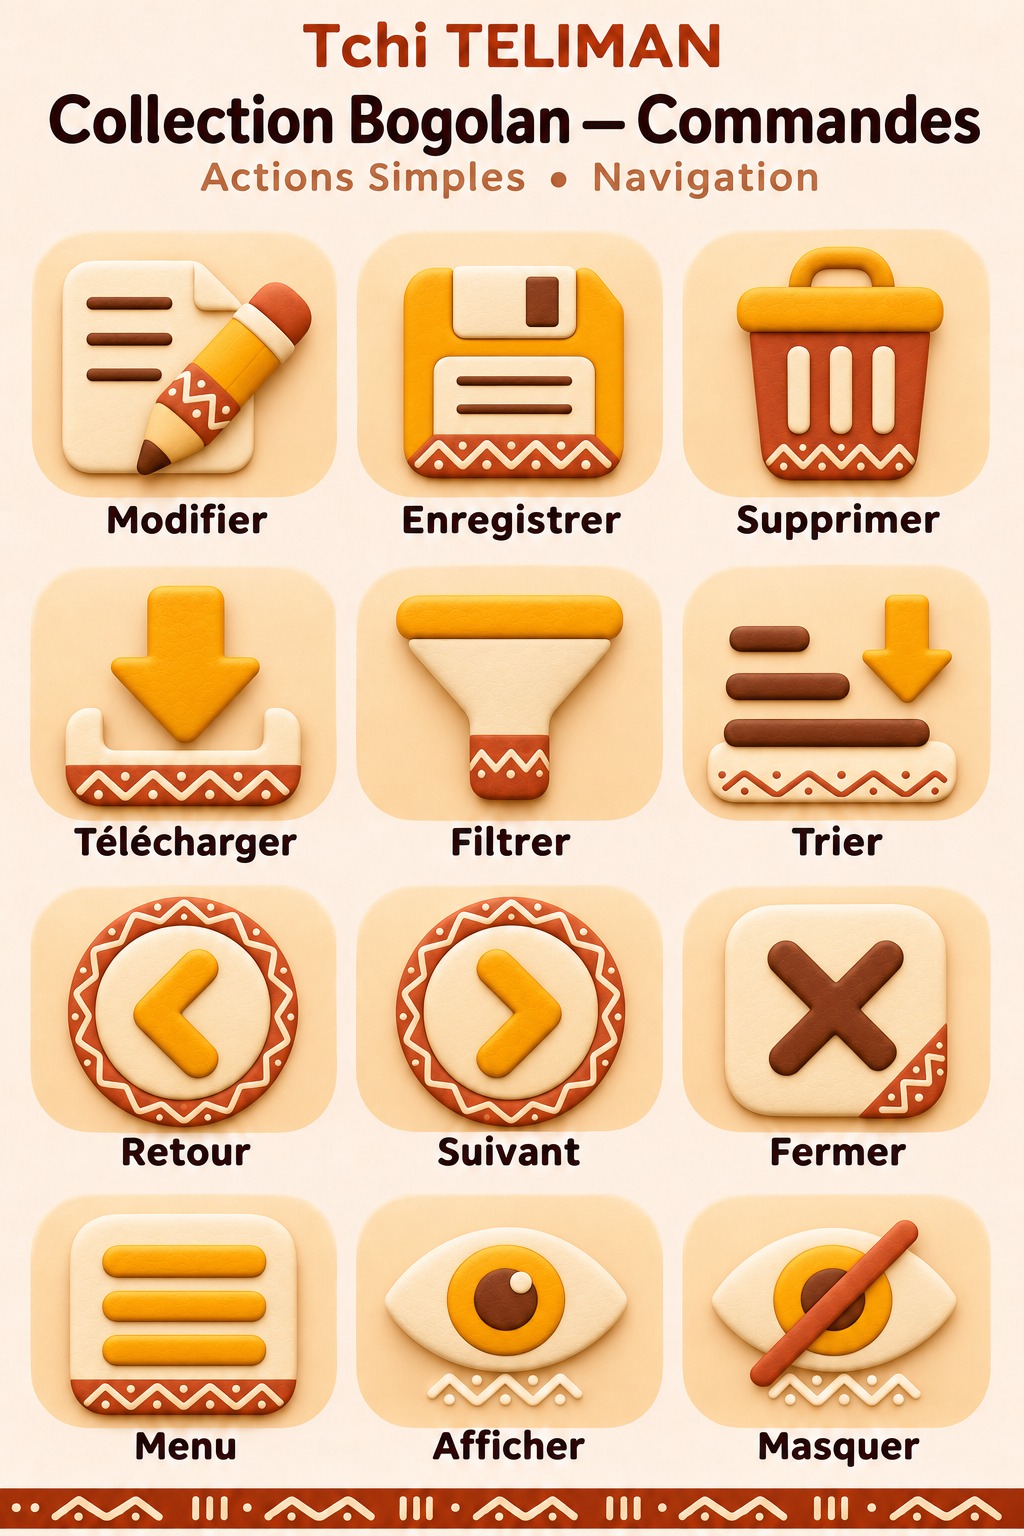 Tchi TELIMAN
Collection Bogolan – Commandes
Actions Simples • Navigation
Modifier
Enregistrer
Supprimer
Télécharger
Filtrer
Trier
Retour
Suivant
Fermer
Menu
Afficher
Masquer